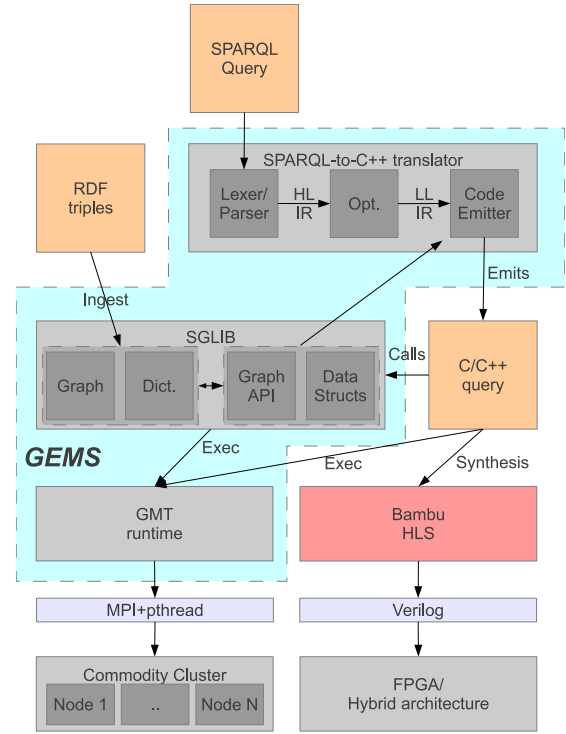 SPARQL
Query
RDF
triples
SPARQL-to-C++ translator
Lexer/
Parser
HL
IR
Opt.
LL
IR
Code
Emitter
Ingest
Emits
SGLIB
Graph
Dict.
Graph
API
Data
Structs
Calls
C/C++
query
GEMS
Exec
Exec
Synthesis
GMT
runtime
Bambu
HLS
MPI+pthread
Verilog
Commodity Cluster
Node 1
..
Node N
FPGA/
Hybrid architecture